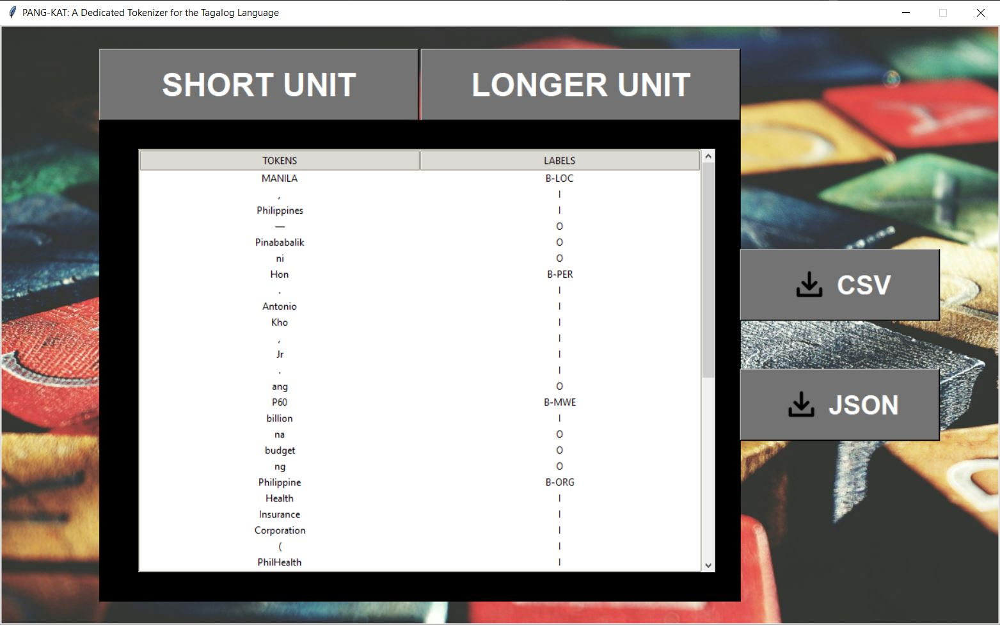 PANG-KAT: A Dedicated Tokenizer for the Tagalog Language
SHORT UNIT LONGER UNIT
TOKENS LABELS
MANILA B-LOC
, I
Philippines I
— O
Pinababalik O
ni O
Hon B-PER
. I
Antonio I
Kho I
, I
Jr I
. I
ang O
P60 B-MWE
billion I
na O
budget O
ng O
Philippine B-ORG
Health I
Insurance I
Corporation I
( I
PhilHealth I
CSV
JSON